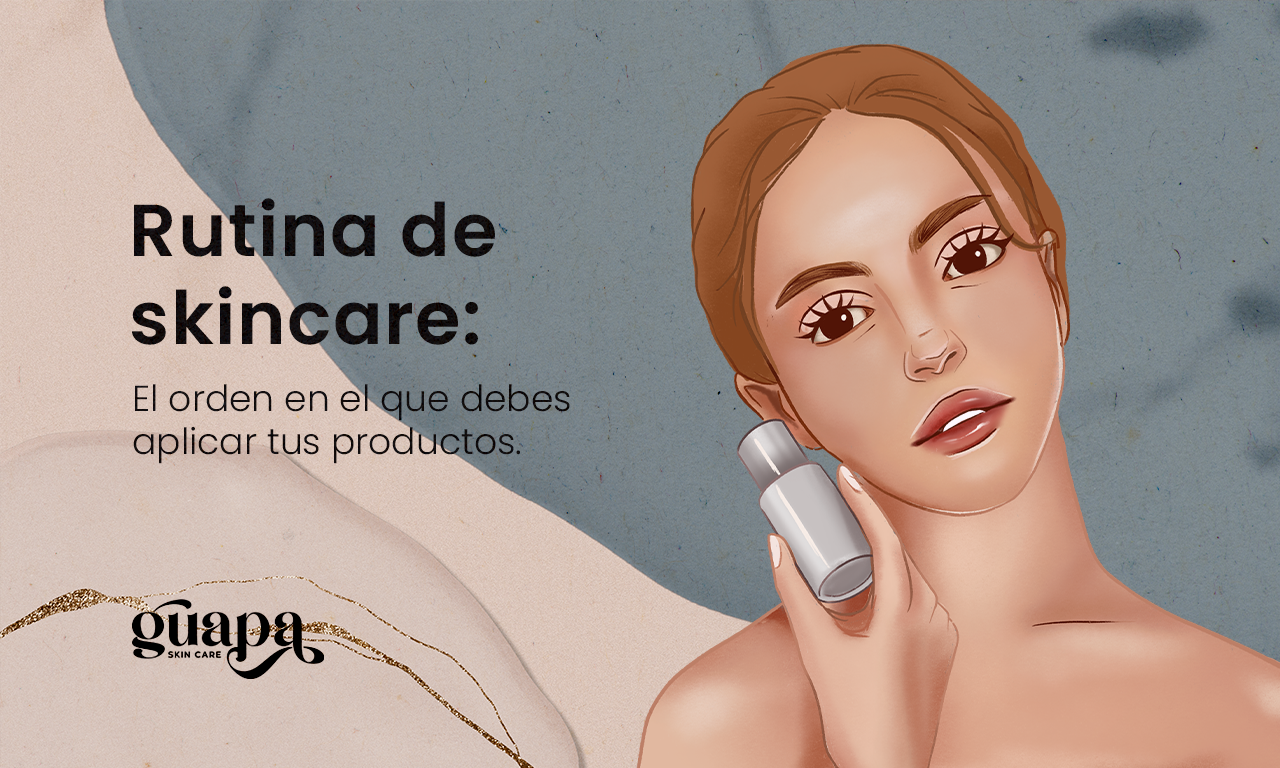 Rutina de
skincare:
El orden en el que debes
aplicar tus productos.
guapa
SKIN CARE